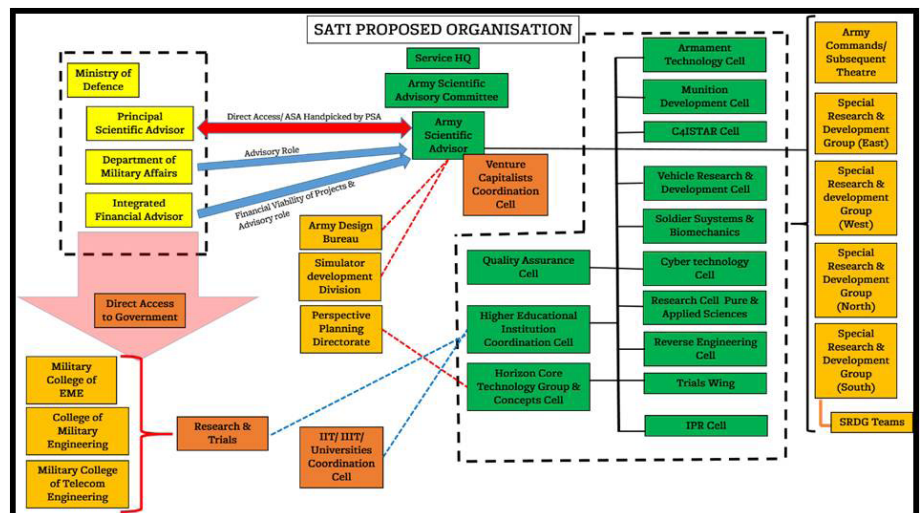 SATI PROPOSED ORGANISATION
Ministry of
Defence
Principal
Scientific Advisor
Department of
Military Affairs
Integrated
Financial Advisor
Direct Access/ ASA Handpicked by PSA
Advisory Role
Financial Viability of Projects &
Advisory role
Service HQ
Army Scientific
Advisory Committee
Army
Scientific
Advisor
Venture
Capitalists
Coordination
Cell
Army Design
Bureau
Simulator
development
Division
Perspective
Planning
Directorate
Direct Access
to Government
Military
College of
EME
College of
Military
Engineering
Military College
of Telecom
Engineering
Research &
Trials
IIT/ IIIT/
Universities
Coordination
Cell
Quality Assurance
Cell
Higher Educational
Institution
Coordination Cell
Horizon Core
Technology Group &
Concepts Cell
Armament
Technology Cell
Munition
Development Cell
C4ISTAR Cell
Vehicle Research &
Development Cell
Soldier Suystems &
Biomechanics
Cyber technology
Cell
Research Cell Pure &
Applied Sciences
Reverse Engineering
Cell
Trials Wing
IPR Cell
Army
Commands/
Subsequent
Theatre
Special
Research &
Development
Group (East)
Special
Research &
development
Group
(West)
Special
Research &
Development
Group
(North)
Special
Research &
Development
Group
(South)
SRDG Teams